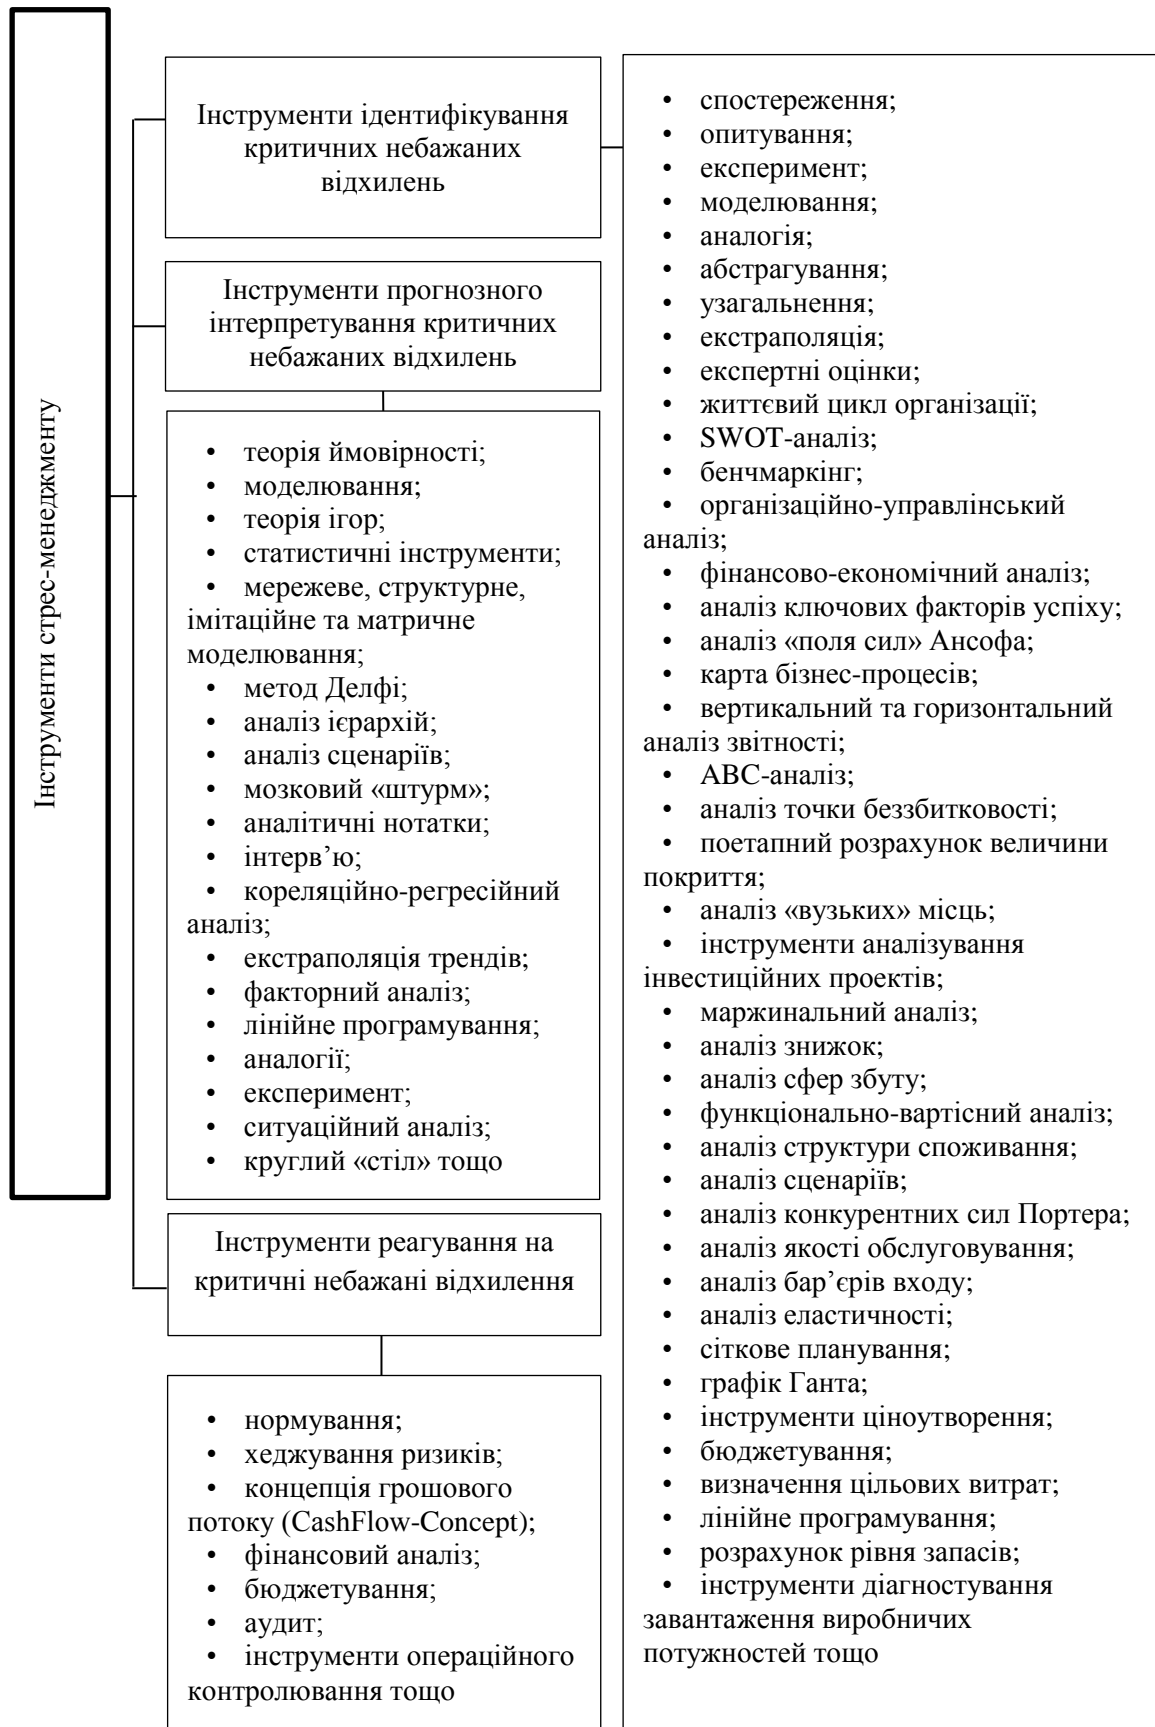 Інструменти стрес-менеджменту
Інструменти ідентифікування
критичних небажаних
відхилень
• спостереження;
• опитування;
• експеримент;
• моделювання;
• аналогія;
• абстрагування;
• узагальнення;
• екстраполяція;
• експертні оцінки;
• життєвий цикл організації;
• SWOT-аналіз;
• бенчмаркінг;
• організаційно-управлінський
аналіз;
• фінансово-економічний аналіз;
• аналіз ключових факторів успіху;
• аналіз «поля сил» Ансофа;
• карта бізнес-процесів;
• вертикальний та горизонтальний
аналіз звітності;
• АВС-аналіз;
• аналіз точки беззбитковості;
• поетапний розрахунок величини
покриття;
• аналіз «вузьких» місць;
• інструменти аналізування
інвестиційних проектів;
• маржинальний аналіз;
• аналіз знижок;
• аналіз сфер збуту;
• функціонально-вартісний аналіз;
• аналіз структури споживання;
• аналіз сценаріїв;
• аналіз конкурентних сил Портера;
• аналіз якості обслуговування;
• аналіз бар’єрів входу;
• аналіз еластичності;
• сіткове планування;
• графік Ганта;
• інструменти ціноутворення;
• бюджетування;
• визначення цільових витрат;
• лінійне програмування;
• розрахунок рівня запасів;
• інструменти діагностування
завантаження виробничих
потужностей тощо
Інструменти прогнозного
інтерпретування критичних
небажаних відхилень
• теорія ймовірності;
• моделювання;
• теорія ігор;
• статистичні інструменти;
• мережеве, структурне,
імітаційне та матричне
моделювання;
• метод Делфі;
• аналіз ієрархій;
• аналіз сценаріїв;
• мозковий «штурм»;
• аналітичні нотатки;
• інтерв’ю;
• кореляційно-регресійний
аналіз;
• екстраполяція трендів;
• факторний аналіз;
• лінійне програмування;
• аналогії;
• експеримент;
• ситуаційний аналіз;
• круглий «стіл» тощо
Інструменти реагування на
критичні небажані відхилення
• нормування;
• хеджування ризиків;
• концепція грошового
потоку (CashFlow-Concept);
• фінансовий аналіз;
• бюджетування;
• аудит;
• інструменти операційного
контролювання тощо